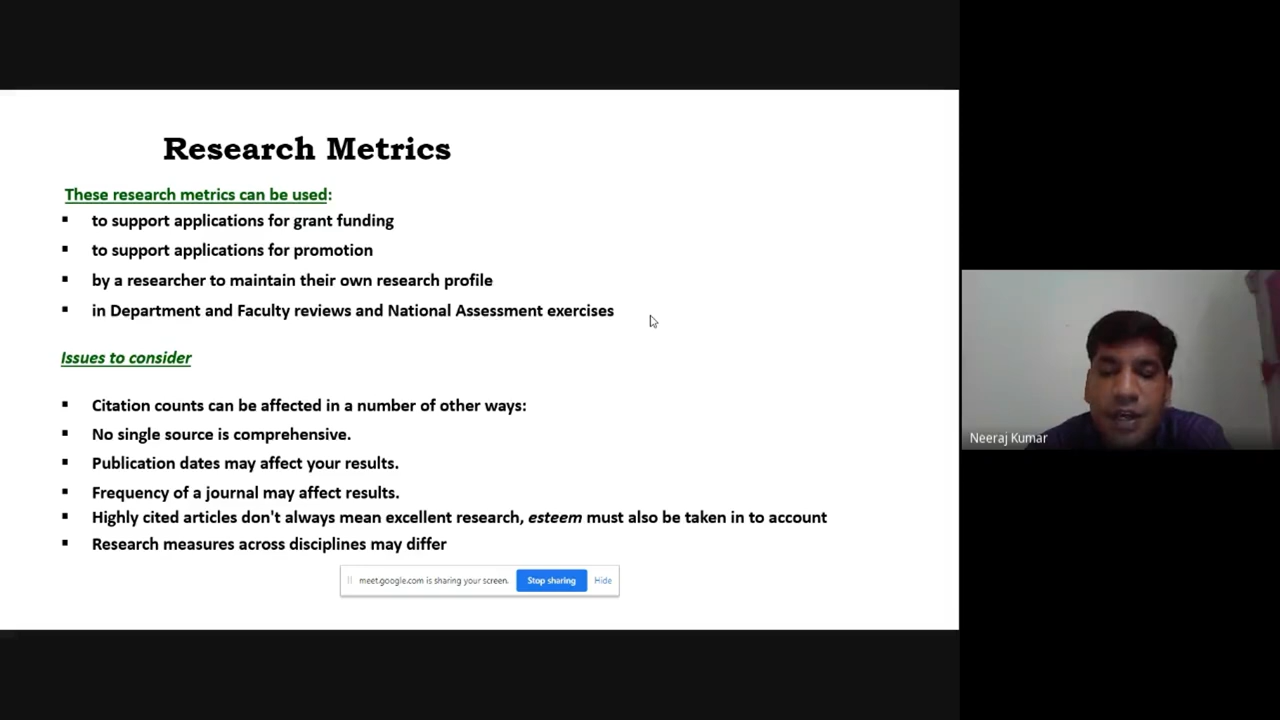 Research Metrics
These research metrics can be used:
▪ to support applications for grant funding
▪ to support applications for promotion
▪ by a researcher to maintain their own research profile
▪ in Department and Faculty reviews and National Assessment exercises
Issues to consider
▪ Citation counts can be affected in a number of other ways:
▪ No single source is comprehensive.
▪ Publication dates may affect your results.
▪ Frequency of a journal may affect results.
▪ Highly cited articles don't always mean excellent research, esteem must also be taken in to account
▪ Research measures across disciplines may differ
meet.google.com is sharing your screen. Stop sharing Hide
Neeraj Kumar